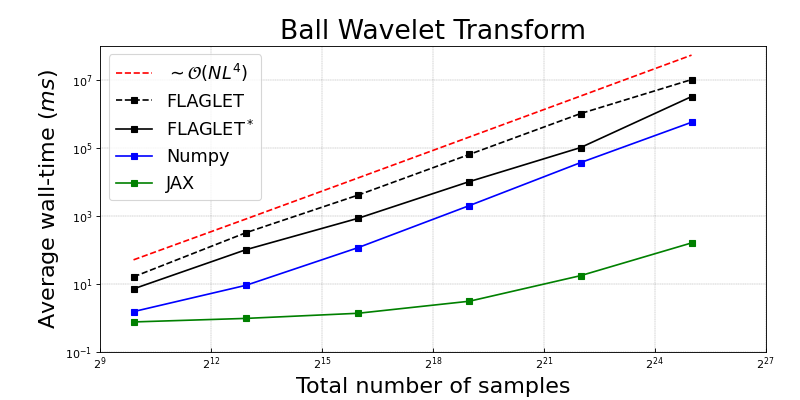 Ball Wavelet Transform
~𝒪(NL⁴)
FLAGLET
FLAGLET*
Numpy
JAX
Average wall-time (ms)
10⁷
10⁵
10³
10¹
10⁻¹
2⁹ 2¹² 2¹⁵ 2¹⁸ 2²¹ 2²⁴ 2²⁷
Total number of samples